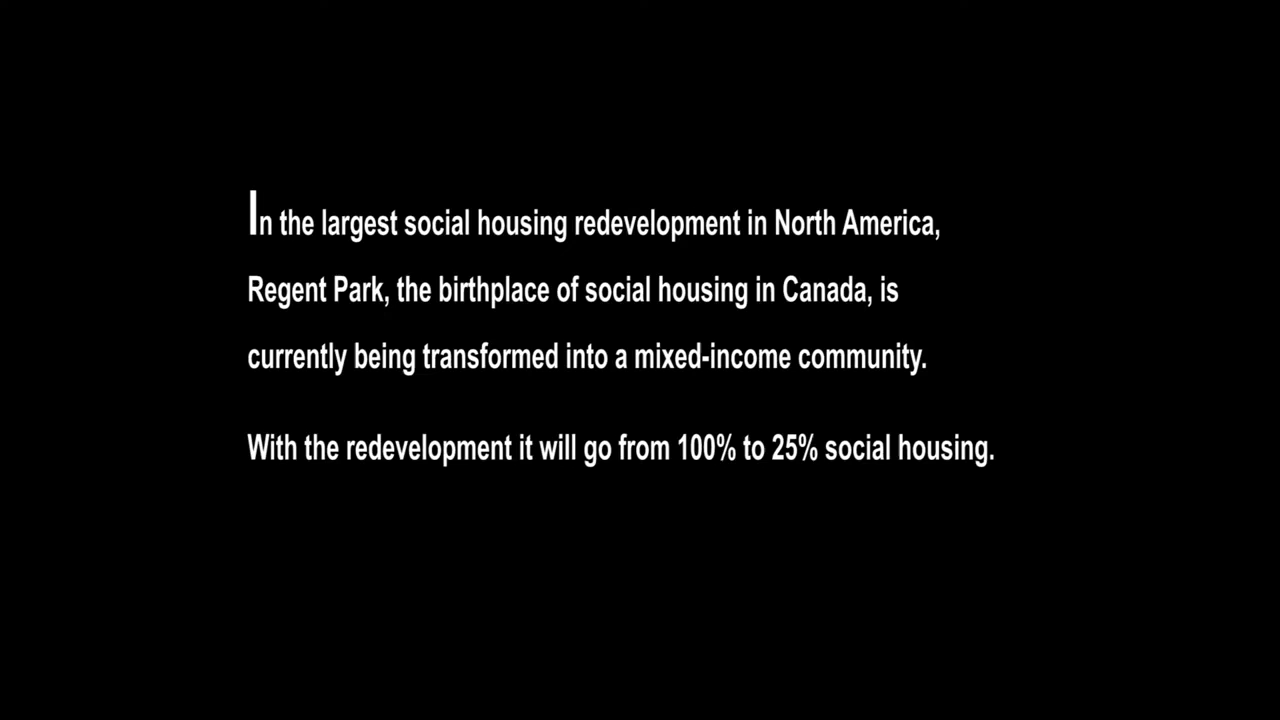 In the largest social housing redevelopment in North America,
Regent Park, the birthplace of social housing in Canada, is
currently being transformed into a mixed-income community.
With the redevelopment it will go from 100% to 25% social housing.